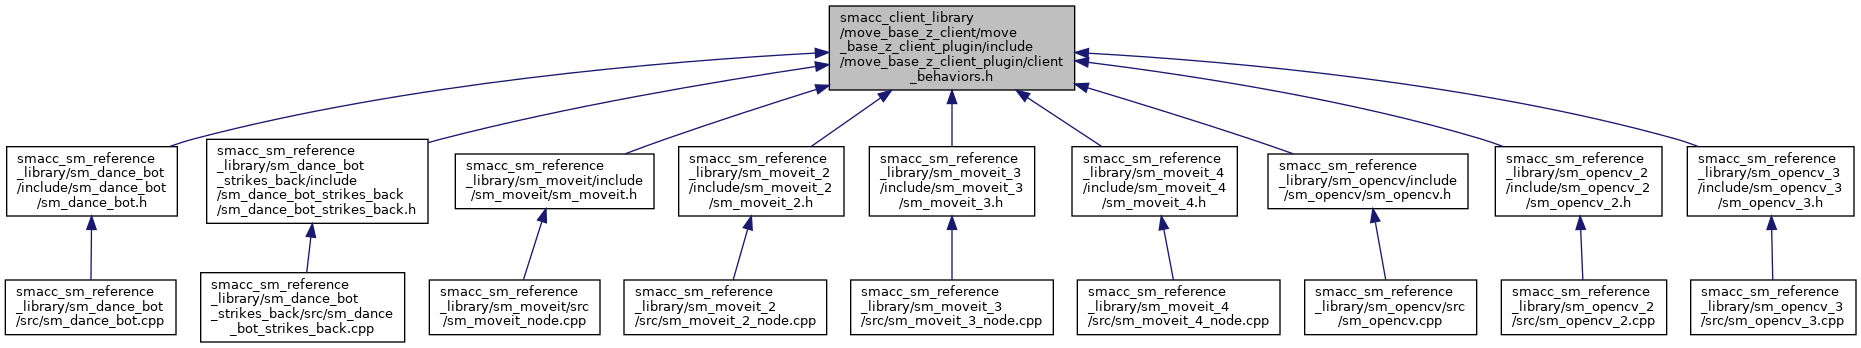 smacc_client_library
/move_base_z_client/move
_base_z_client_plugin/include
/move_base_z_client_plugin/client
_behaviors.h
smacc_sm_reference
_library/sm_dance_bot
/include/sm_dance_bot
/sm_dance_bot.h
smacc_sm_reference
_library/sm_dance_bot
_strikes_back/include
/sm_dance_bot_strikes_back
/sm_dance_bot_strikes_back.h
smacc_sm_reference
_library/sm_moveit/include
/sm_moveit/sm_moveit.h
smacc_sm_reference
_library/sm_moveit_2
/include/sm_moveit_2
/sm_moveit_2.h
smacc_sm_reference
_library/sm_moveit_3
/include/sm_moveit_3
/sm_moveit_3.h
smacc_sm_reference
_library/sm_moveit_4
/include/sm_moveit_4
/sm_moveit_4.h
smacc_sm_reference
_library/sm_opencv/include
/sm_opencv/sm_opencv.h
smacc_sm_reference
_library/sm_opencv_2
/include/sm_opencv_2
/sm_opencv_2.h
smacc_sm_reference
_library/sm_opencv_3
/include/sm_opencv_3
/sm_opencv_3.h
smacc_sm_reference
_library/sm_dance_bot
/src/sm_dance_bot.cpp
smacc_sm_reference
_library/sm_dance_bot
_strikes_back/src/sm_dance
_bot_strikes_back.cpp
smacc_sm_reference
_library/sm_moveit/src
/sm_moveit_node.cpp
smacc_sm_reference
_library/sm_moveit_2
/src/sm_moveit_2_node.cpp
smacc_sm_reference
_library/sm_moveit_3
/src/sm_moveit_3_node.cpp
smacc_sm_reference
_library/sm_moveit_4
/src/sm_moveit_4_node.cpp
smacc_sm_reference
_library/sm_opencv/src
/sm_opencv.cpp
smacc_sm_reference
_library/sm_opencv_2
/src/sm_opencv_2.cpp
smacc_sm_reference
_library/sm_opencv_3
/src/sm_opencv_3.cpp